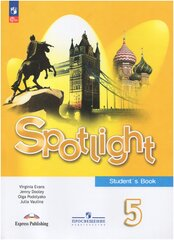 Spotlight
Virginia Evans
Jenny Dooley
Olga Podolyako
Julia Vaulina
Student's Book
Express Publishing
ПРОСВЕЩЕНИЕ
5